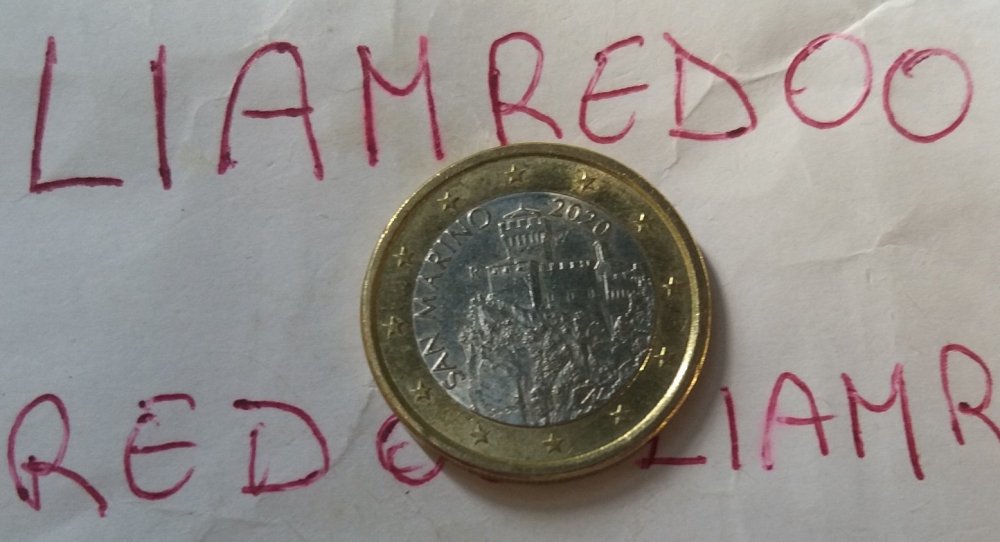 LIAMREDOO
SAN MARINO 2020
R
REDO LIAMR